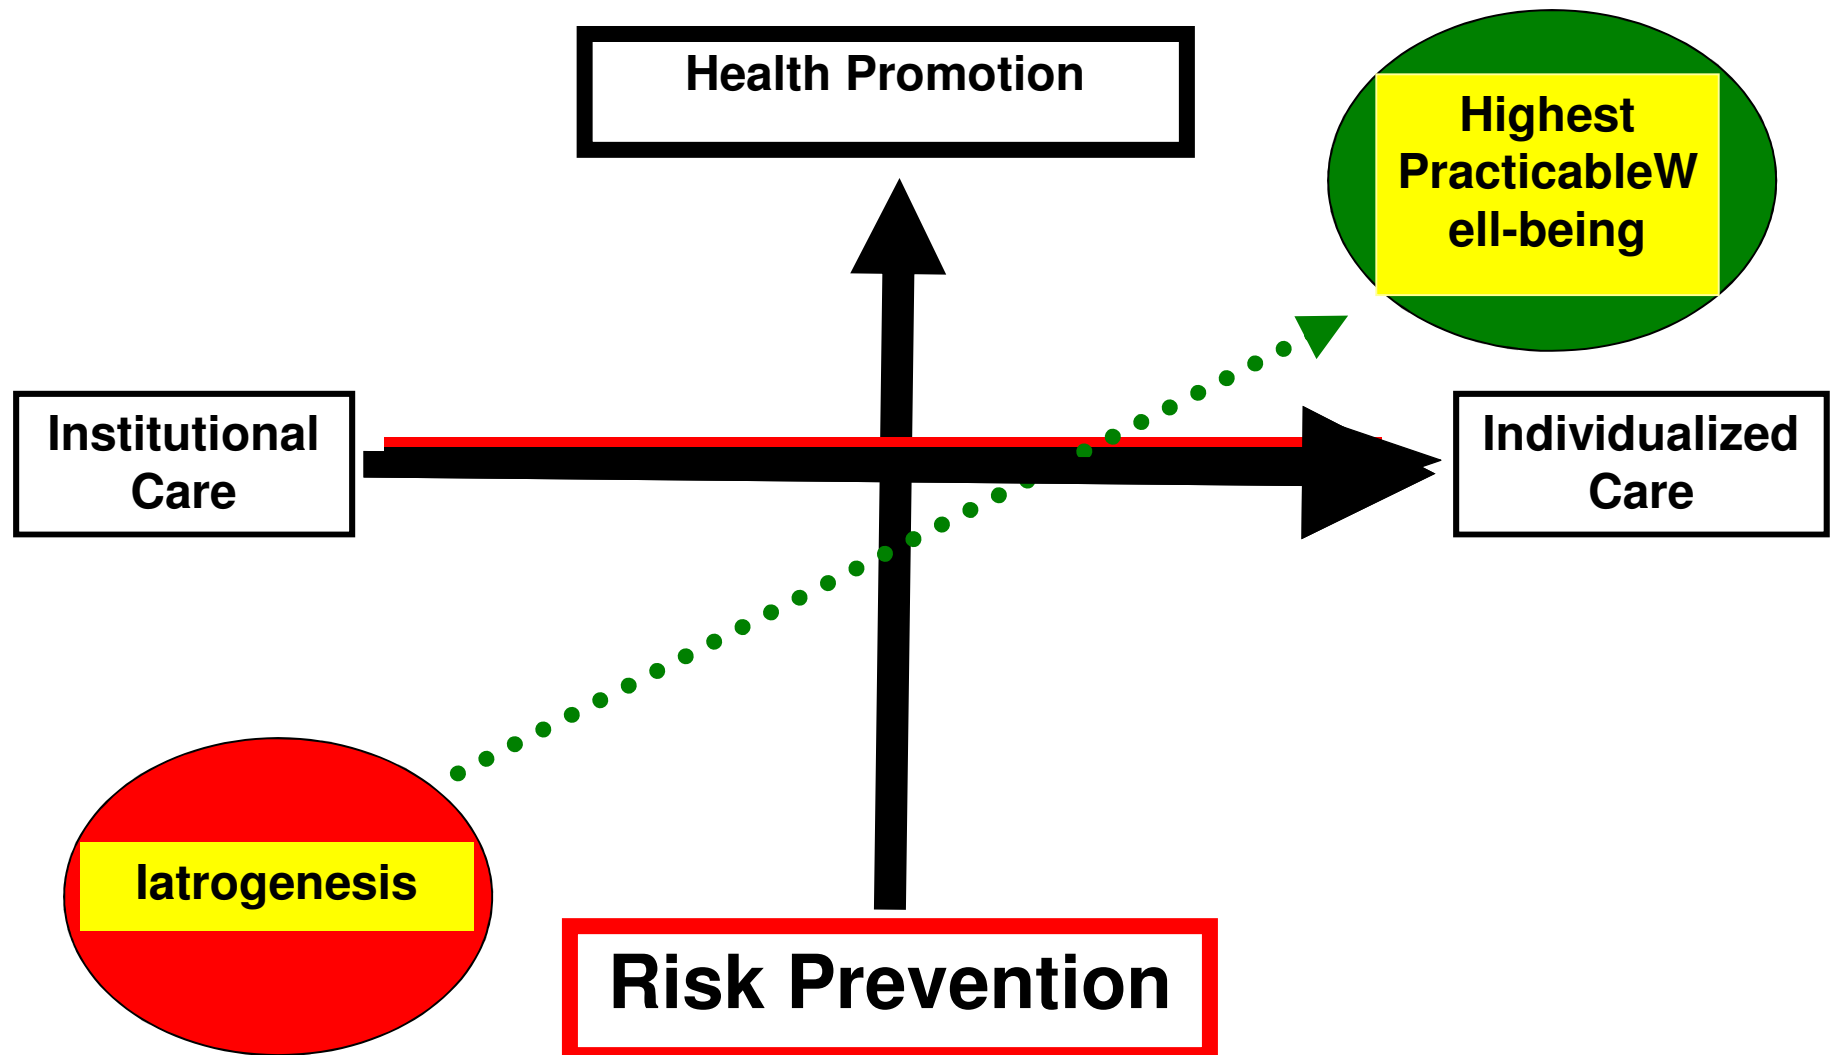 Health Promotion
Highest
PracticableW
ell-being
Institutional
Care
Individualized
Care
Iatrogenesis
Risk Prevention